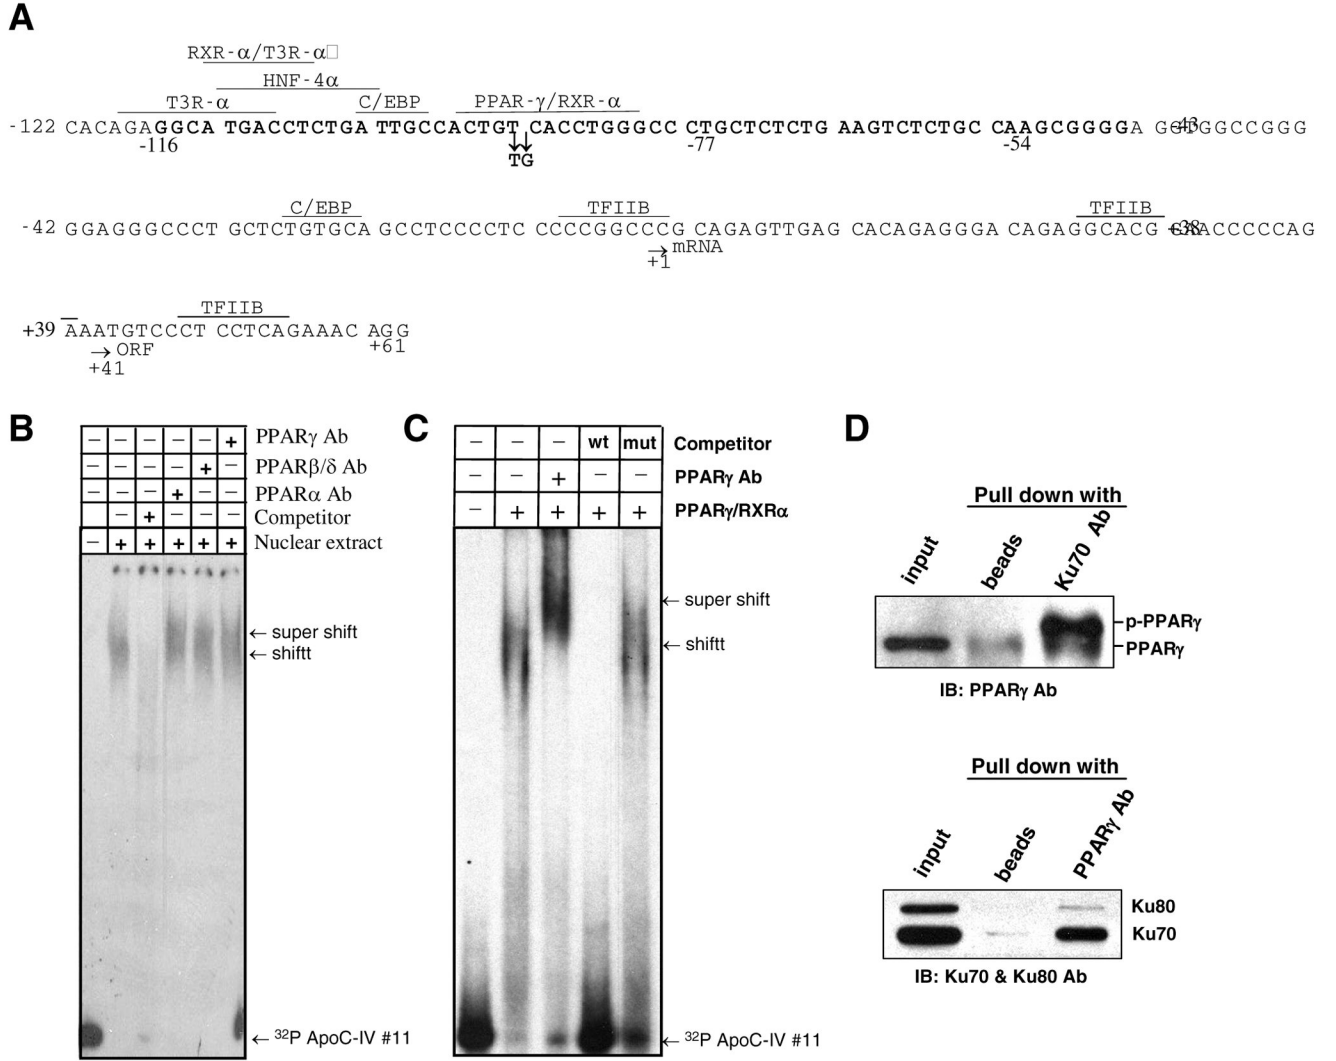 A
RXR-α/T3R-α
HNF-4α
T3R-α C/EBP PPAR-γ/RXR-α
-122 CACAGAGGCA TGACCTCTGA TTGCCACTGT CACCTGGGCC CTGCTCTCTG AAGTCTCTGC CAAGCGGGGA GGTGGCCGGG -43
-116 TG -77 -54
C/EBP TFIIB TFIIB
-42 GGAGGGCCCT GCTCTGTGCA GCCTCCCCTC CCCCGGCCCG CAGAGTTGAG CACAGAGGGA CAGAGGCACG GAACCCCCAG +38
→ mRNA
+1
TFIIB
+39 AAATGTCCCT CCTCAGAAAC AGG
→ ORF +61
+41
B
– – – – – + PPARγ Ab
– – – – + – PPARβ/δ Ab
– – – + – – PPARα Ab
– – + – – – Competitor
– + + + + + Nuclear extract
← super shift
← shiftt
← ³²P ApoC-IV #11
C
– – – wt mut Competitor
– – + – – PPARγ Ab
– + + + + PPARγ/RXRα
← super shift
← shiftt
← ³²P ApoC-IV #11
D
Pull down with
input beads Ku70 Ab
p-PPARγ
PPARγ
IB: PPARγ Ab
Pull down with
input beads PPARγ Ab
Ku80
Ku70
IB: Ku70 & Ku80 Ab